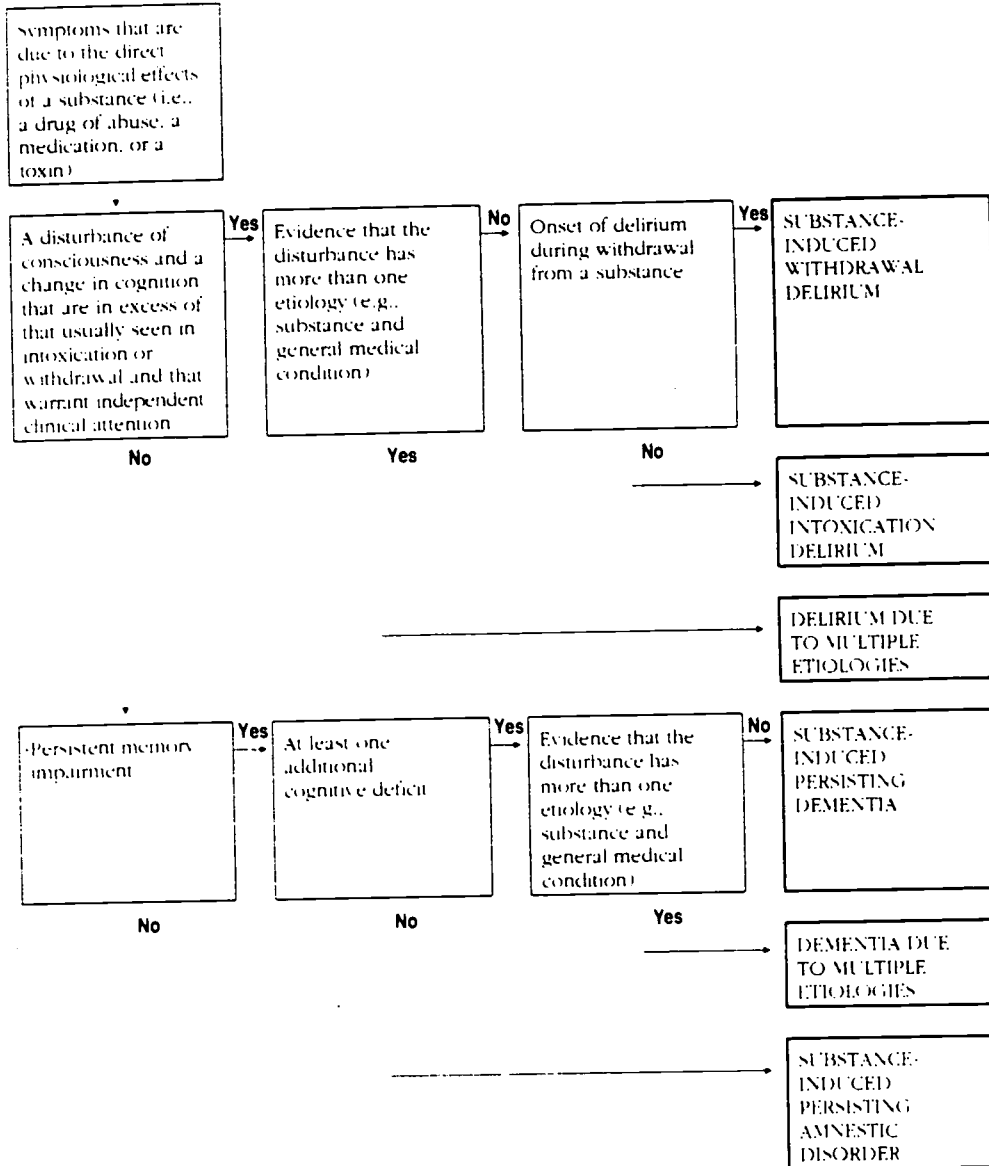 Symptoms that are
due to the direct
physiological effects
of a substance (i.e.,
a drug of abuse, a
medication, or a
toxin)
A disturbance of
consciousness and a
change in cognition
that are in excess of
that usually seen in
intoxication or
withdrawal and that
warrant independent
clinical attention
Yes
Evidence that the
disturbance has
more than one
etiology (e.g.,
substance and
general medical
condition)
No
Onset of delirium
during withdrawal
from a substance
Yes
SUBSTANCE-
INDUCED
WITHDRAWAL
DELIRIUM
No
Yes
No
SUBSTANCE-
INDUCED
INTOXICATION
DELIRIUM
DELIRIUM DUE
TO MULTIPLE
ETIOLOGIES
Persistent memory
impairment
Yes
At least one
additional
cognitive deficit
Yes
Evidence that the
disturbance has
more than one
etiology (e.g.,
substance and
general medical
condition)
No
SUBSTANCE-
INDUCED
PERSISTING
DEMENTIA
No
No
Yes
DEMENTIA DUE
TO MULTIPLE
ETIOLOGIES
SUBSTANCE-
INDUCED
PERSISTING
AMNESTIC
DISORDER